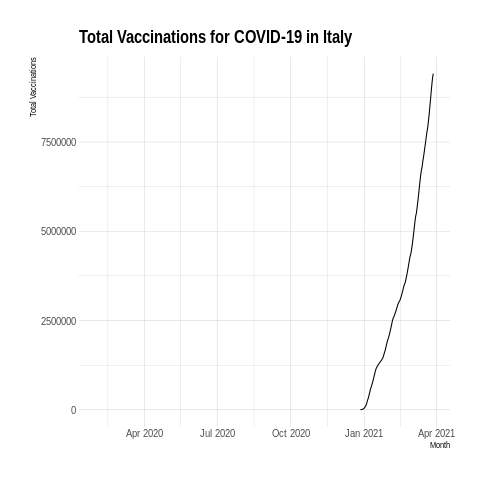 Total Vaccinations for COVID-19 in Italy
Total Vaccinations
7500000
5000000
2500000
0
Apr 2020 Jul 2020 Oct 2020 Jan 2021 Apr 2021
Month